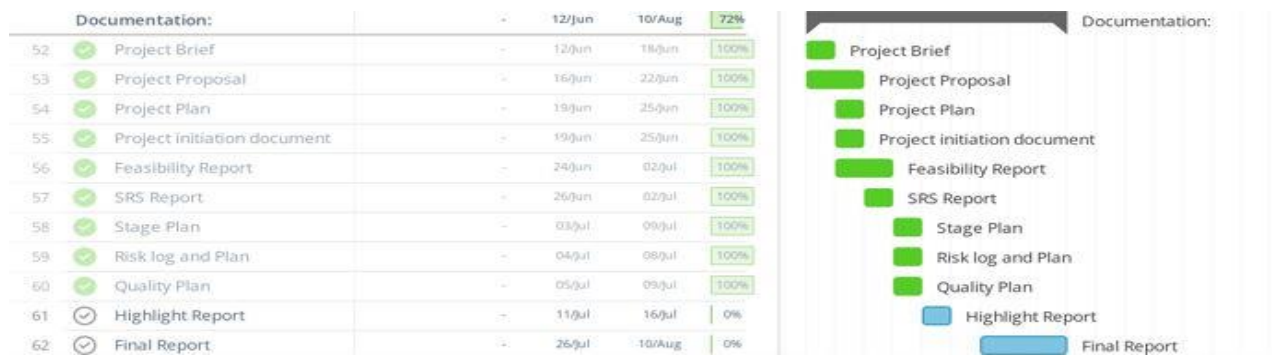 Documentation: - 12/Jun 10/Aug 72% Documentation:
52 Project Brief - 12/Jun 18/Jun 100% Project Brief
53 Project Proposal - 16/Jun 22/Jun 100% Project Proposal
54 Project Plan - 19/Jun 25/Jun 100% Project Plan
55 Project initiation document - 19/Jun 25/Jun 100% Project initiation document
56 Feasibility Report - 24/Jun 02/Jul 100% Feasibility Report
57 SRS Report - 26/Jun 02/Jul 100% SRS Report
58 Stage Plan - 03/Jul 09/Jul 100% Stage Plan
59 Risk log and Plan - 04/Jul 08/Jul 100% Risk log and Plan
60 Quality Plan - 05/Jul 09/Jul 100% Quality Plan
61 Highlight Report - 11/Jul 16/Jul 0% Highlight Report
62 Final Report - 26/Jul 10/Aug 0% Final Report